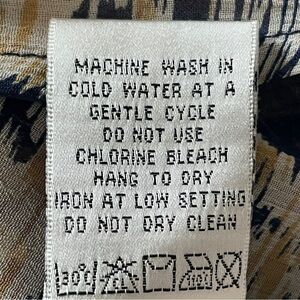 MACHINE WASH IN
COLD WATER AT A
GENTLE CYCLE
DO NOT USE
CHLORINE BLEACH
HANG TO DRY
IRON AT LOW SETTING
DO NOT DRY CLEAN
30°C